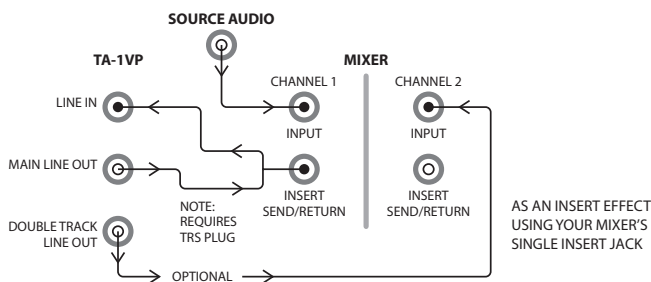 SOURCE AUDIO
TA-1VP
MIXER
CHANNEL 1
CHANNEL 2
LINE IN
INPUT
INPUT
MAIN LINE OUT
NOTE:
REQUIRES
TRS PLUG
INSERT
SEND/RETURN
INSERT
SEND/RETURN
DOUBLE TRACK
LINE OUT
OPTIONAL
AS AN INSERT EFFECT
USING YOUR MIXER'S
SINGLE INSERT JACK